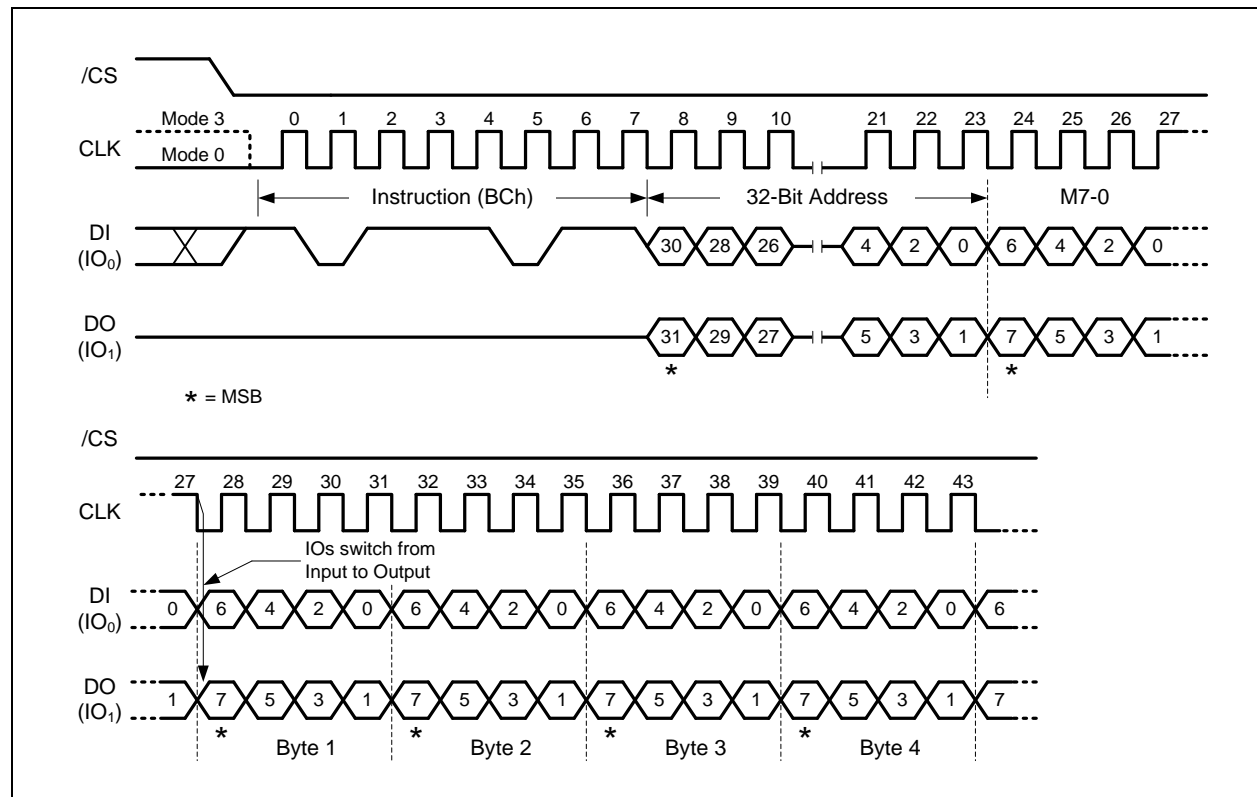 /CS
Mode 3 0 1 2 3 4 5 6 7 8 9 10 21 22 23 24 25 26 27
CLK
Mode 0
Instruction (BCh) 32-Bit Address M7-0
DI
(IO0) 30 28 26 4 2 0 6 4 2 0
DO
(IO1) 31 29 27 5 3 1 7 5 3 1
* *
* = MSB
/CS
27 28 29 30 31 32 33 34 35 36 37 38 39 40 41 42 43
CLK
IOs switch from
Input to Output
DI
(IO0) 0 6 4 2 0 6 4 2 0 6 4 2 0 6 4 2 0 6
DO
(IO1) 1 7 5 3 1 7 5 3 1 7 5 3 1 7 5 3 1 7
* * * *
Byte 1 Byte 2 Byte 3 Byte 4